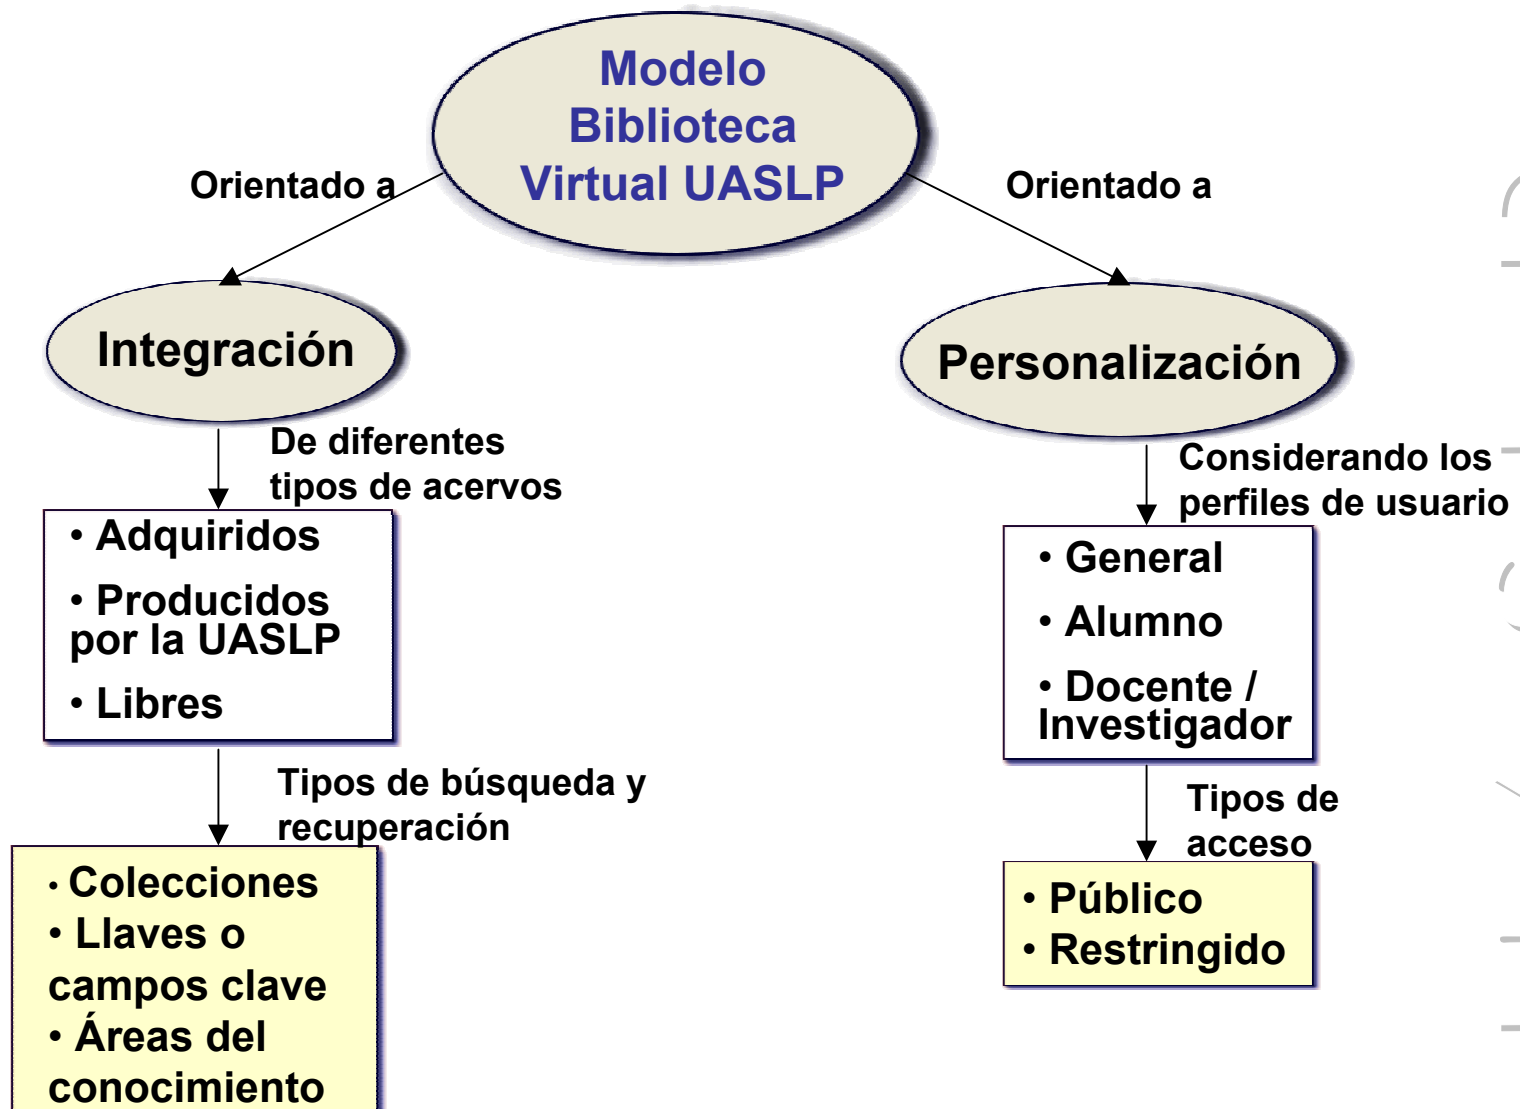 Modelo
Biblioteca
Virtual UASLP
Orientado a
Orientado a
Integración
Personalización
De diferentes
tipos de acervos
Considerando los
perfiles de usuario
• Adquiridos
• Producidos
por la UASLP
• Libres
• General
• Alumno
• Docente /
Investigador
Tipos de búsqueda y
recuperación
Tipos de
acceso
• Colecciones
• Llaves o
campos clave
• Áreas del
conocimiento
• Público
• Restringido